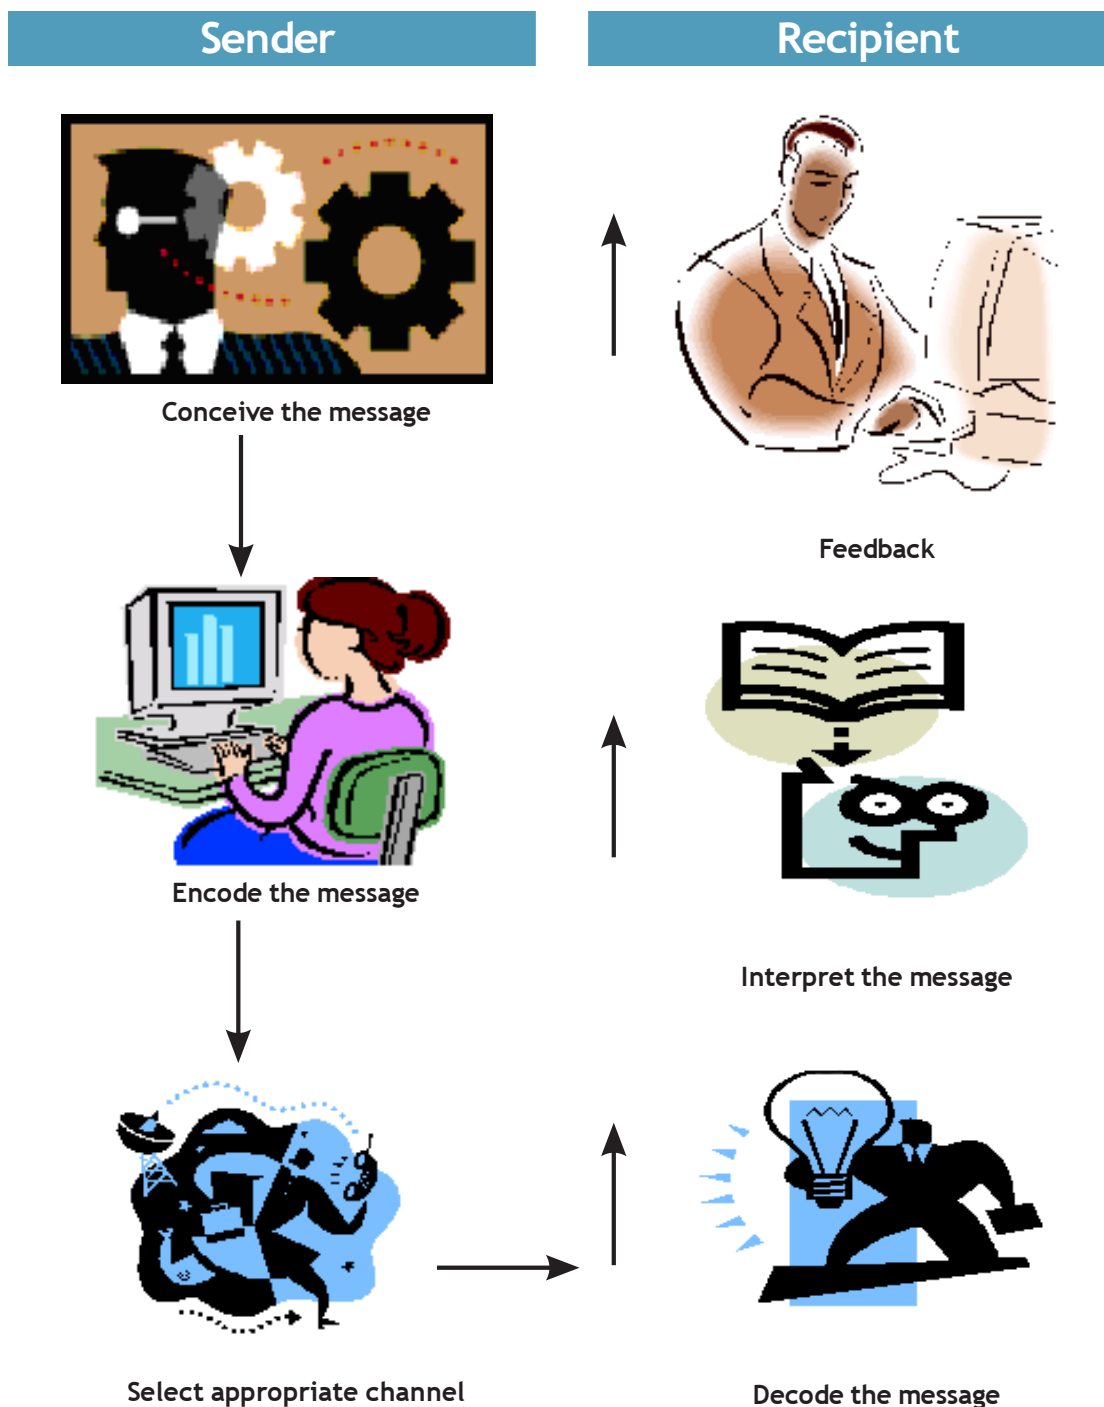 Sender
Recipient
Conceive the message
Feedback
Encode the message
Interpret the message
Select appropriate channel
Decode the message